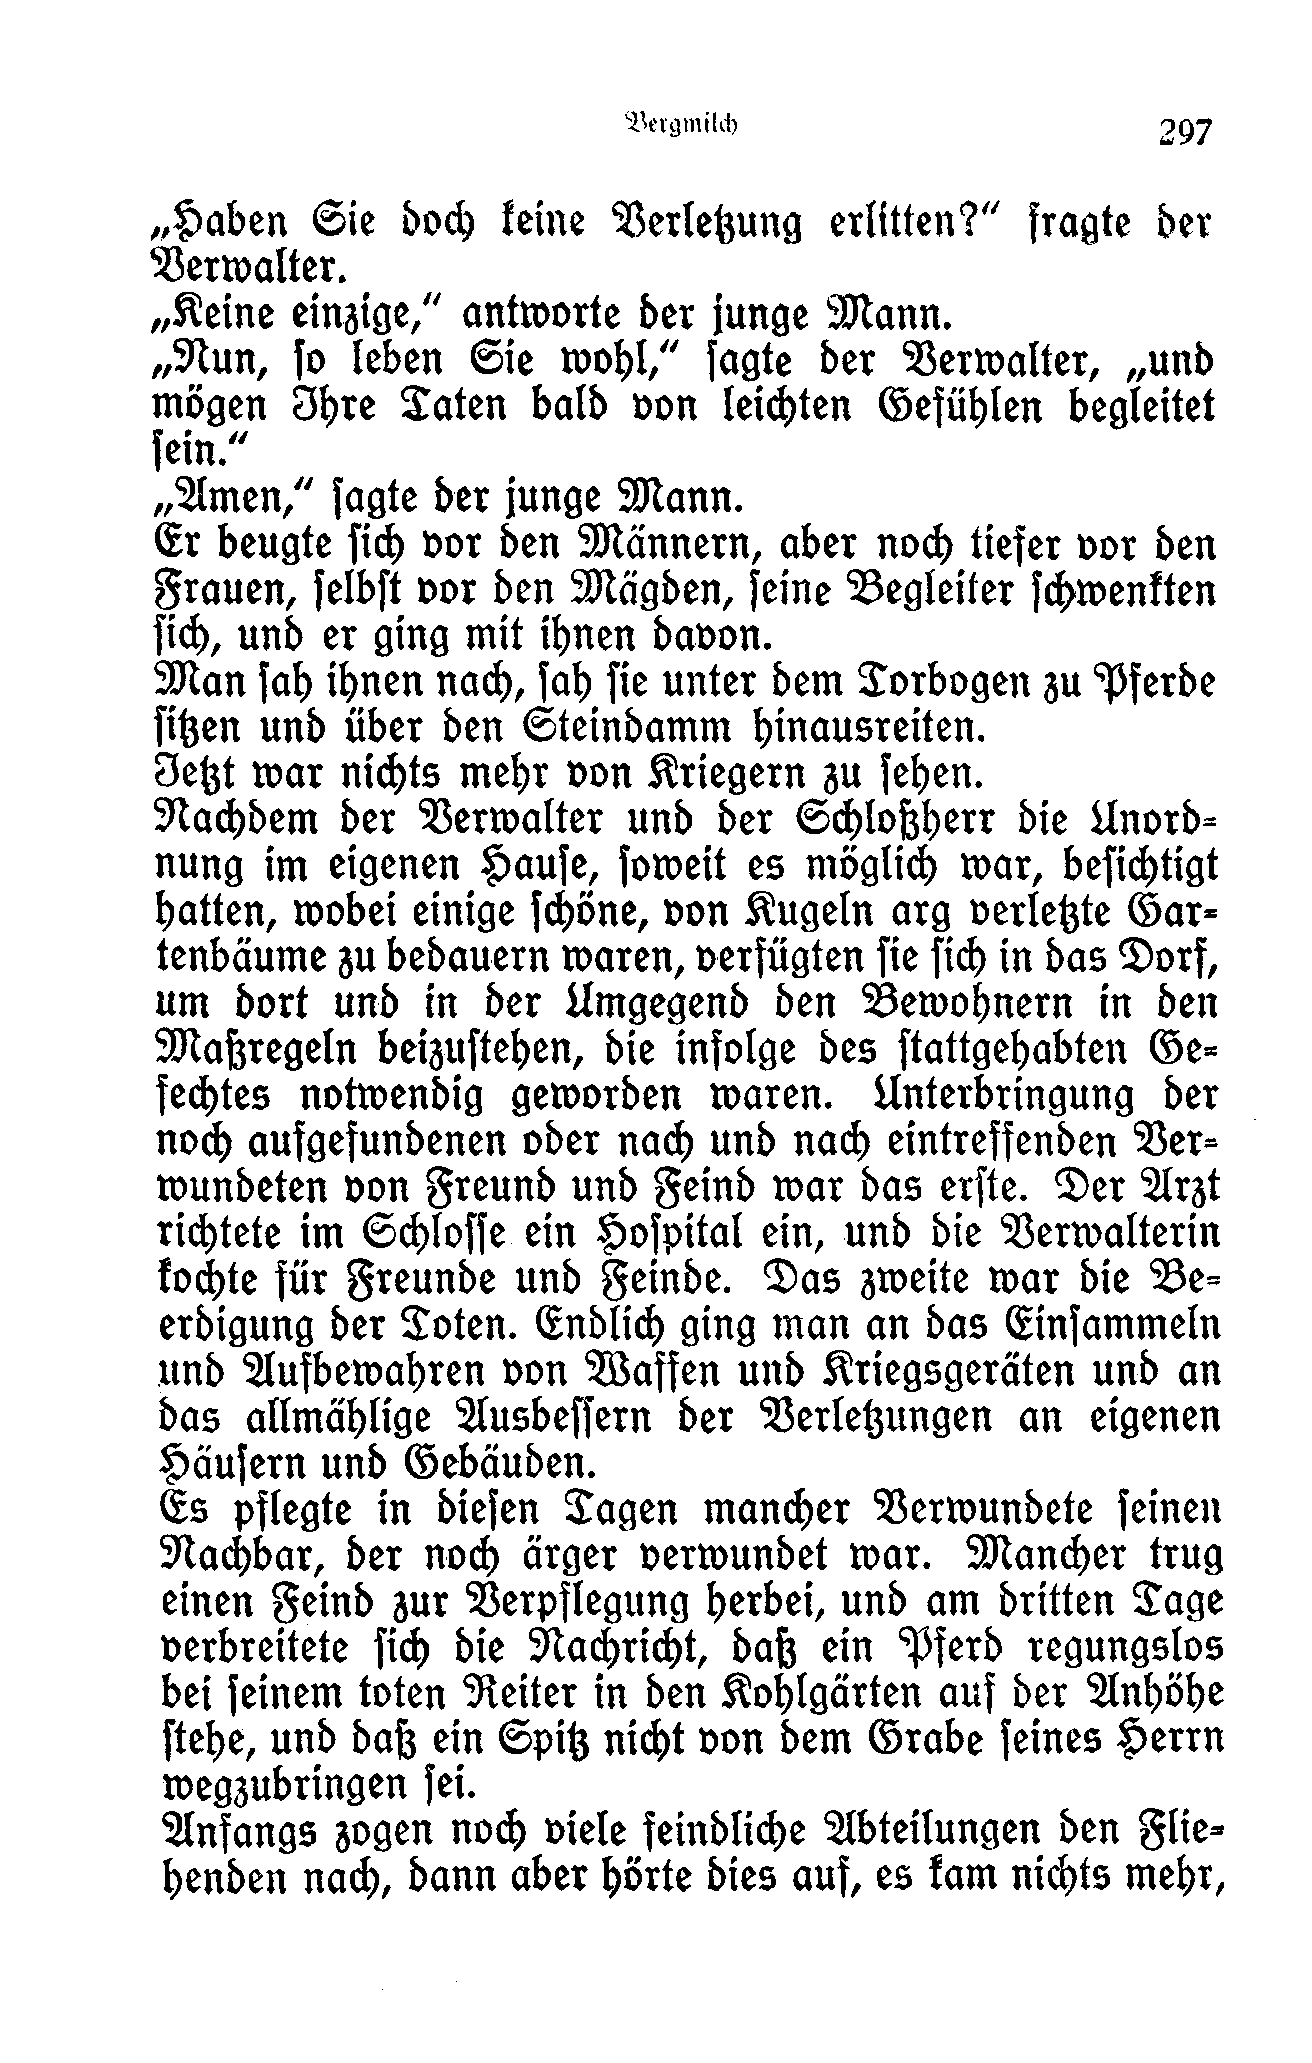 Bergmilch 297
„Haben Sie doch keine Verletzung erlitten?“ fragte der
Verwalter.
„Keine einzige,“ antworte der junge Mann.
„Nun, so leben Sie wohl,“ sagte der Verwalter, „und
mögen Ihre Taten bald von leichten Gefühlen begleitet
sein.“
„Amen,“ sagte der junge Mann.
Er beugte sich vor den Männern, aber noch tiefer vor den
Frauen, selbst vor den Mägden, seine Begleiter schwenkten
sich, und er ging mit ihnen davon.
Man sah ihnen nach, sah sie unter dem Torbogen zu Pferde
sitzen und über den Steindamm hinausreiten.
Jetzt war nichts mehr von Kriegern zu sehen.
Nachdem der Verwalter und der Schloßherr die Unord-
nung im eigenen Hause, soweit es möglich war, besichtigt
hatten, wobei einige schöne, von Kugeln arg verletzte Gar-
tenbäume zu bedauern waren, verfügten sie sich in das Dorf,
um dort und in der Umgegend den Bewohnern in den
Maßregeln beizustehen, die infolge des stattgehabten Ge-
fechtes notwendig geworden waren. Unterbringung der
noch aufgefundenen oder nach und nach eintreffenden Ver-
wundeten von Freund und Feind war das erste. Der Arzt
richtete im Schlosse ein Hospital ein, und die Verwalterin
kochte für Freunde und Feinde. Das zweite war die Be-
erdigung der Toten. Endlich ging man an das Einsammeln
und Aufbewahren von Waffen und Kriegsgeräten und an
das allmählige Ausbessern der Verletzungen an eigenen
Häusern und Gebäuden.
Es pflegte in diesen Tagen mancher Verwundete seinen
Nachbar, der noch ärger verwundet war. Mancher trug
einen Feind zur Verpflegung herbei, und am dritten Tage
verbreitete sich die Nachricht, daß ein Pferd regungslos
bei seinem toten Reiter in den Kohlgärten auf der Anhöhe
stehe, und daß ein Spitz nicht von dem Grabe seines Herrn
wegzubringen sei.
Anfangs zogen noch viele feindliche Abteilungen den Flie-
henden nach, dann aber hörte dies auf, es kam nichts mehr,